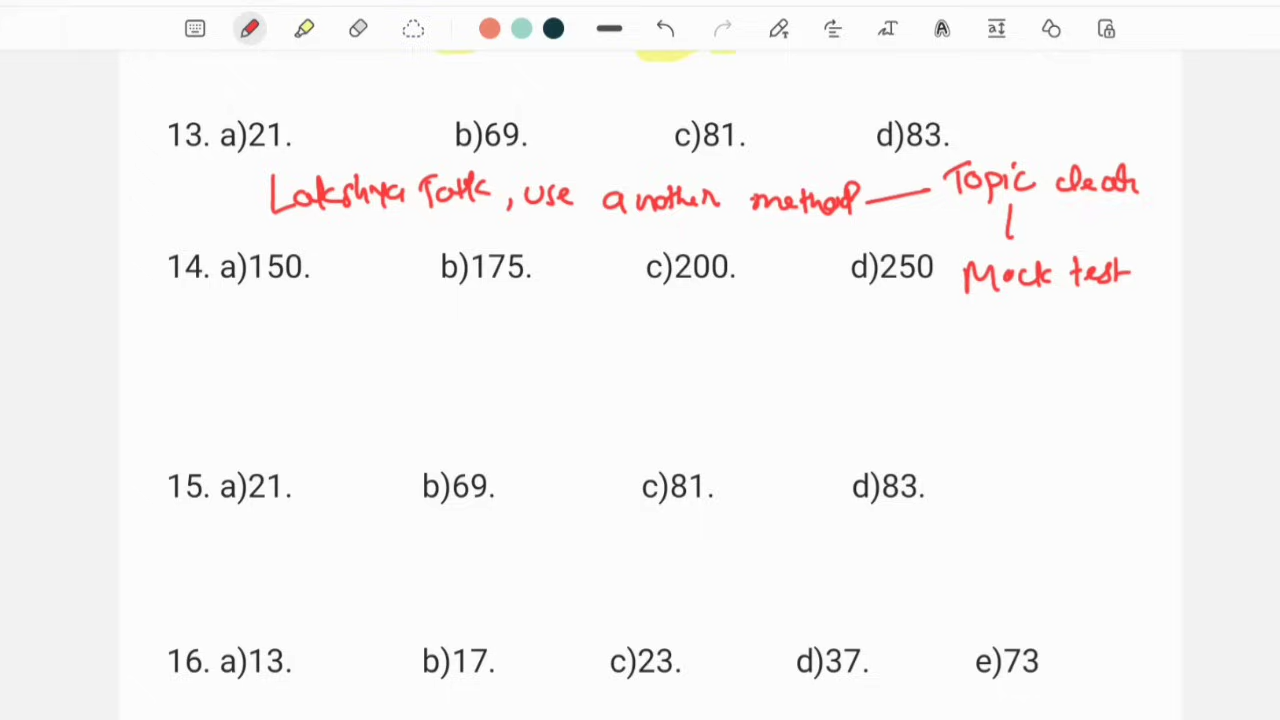 13. a)21. b)69. c)81. d)83.
Lakshya Talk, use another method — Topic clear
14. a)150. b)175. c)200. d)250 Mock test
15. a)21. b)69. c)81. d)83.
16. a)13. b)17. c)23. d)37. e)73